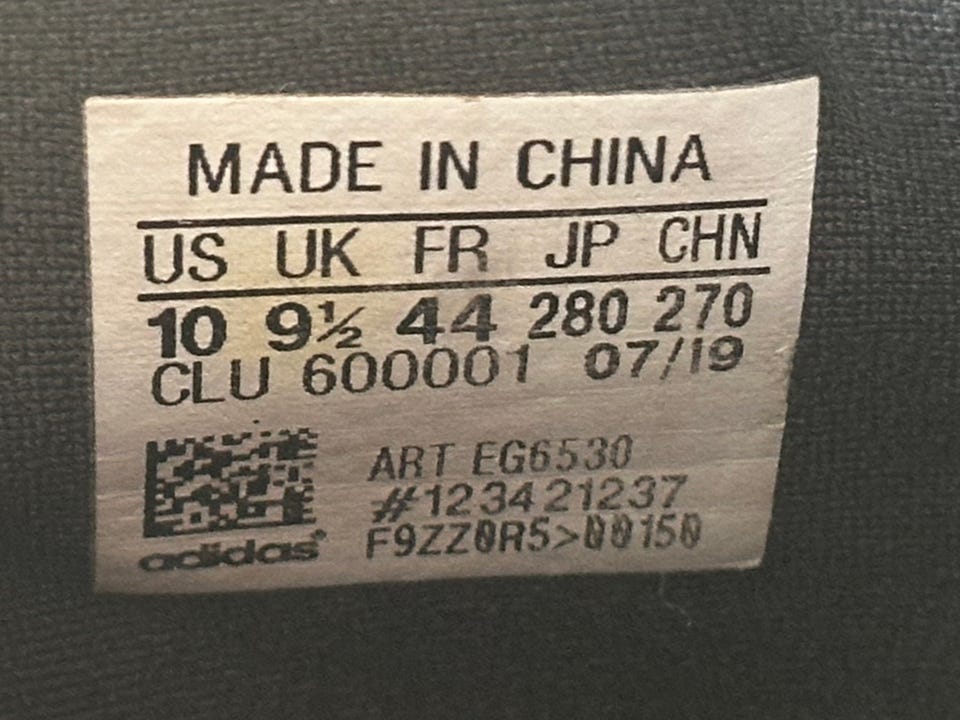 MADE IN CHINA
US UK FR JP CHN
10 9½ 44 280 270
CLU 600001 07/19
ART EG6530
#123421237
F9ZZ0R5>00150
adidas